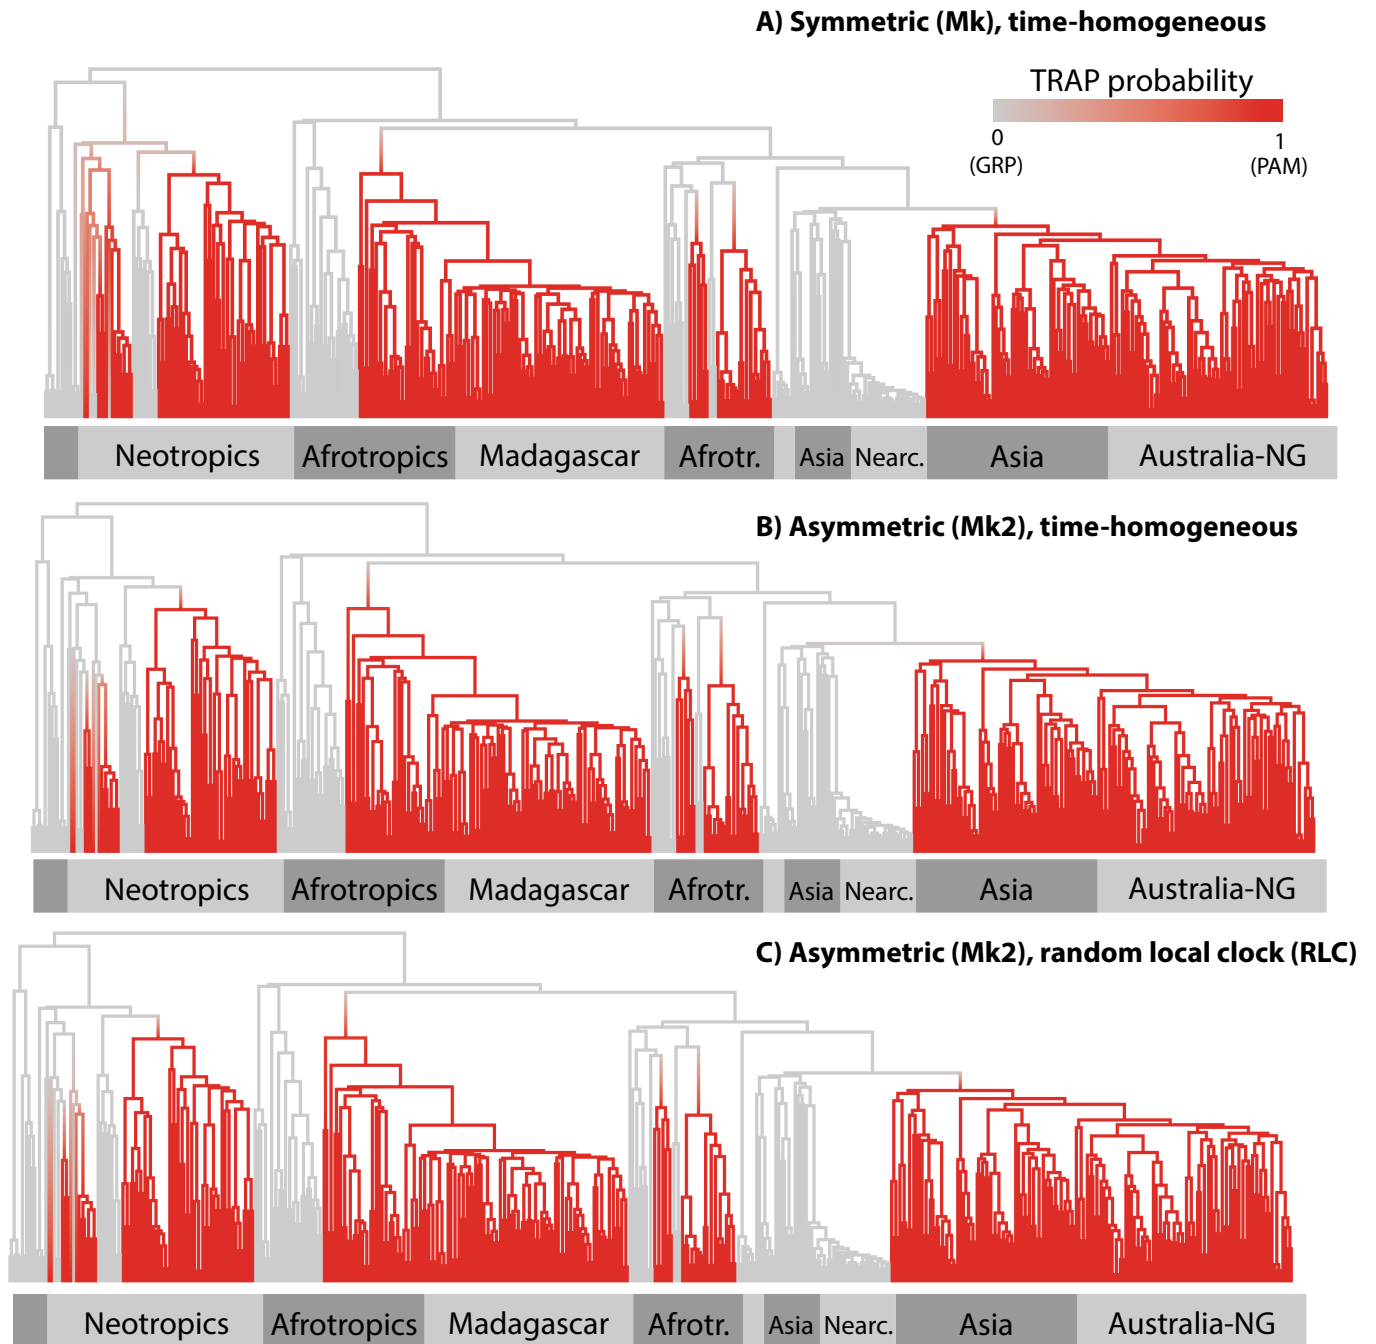 A) Symmetric (Mk), time-homogeneous
TRAP probability
0 1
(GRP) (PAM)
Neotropics Afrotropics Madagascar Afrotr. Asia Nearc. Asia Australia-NG
B) Asymmetric (Mk2), time-homogeneous
Neotropics Afrotropics Madagascar Afrotr. Asia Nearc. Asia Australia-NG
C) Asymmetric (Mk2), random local clock (RLC)
Neotropics Afrotropics Madagascar Afrotr. Asia Nearc. Asia Australia-NG